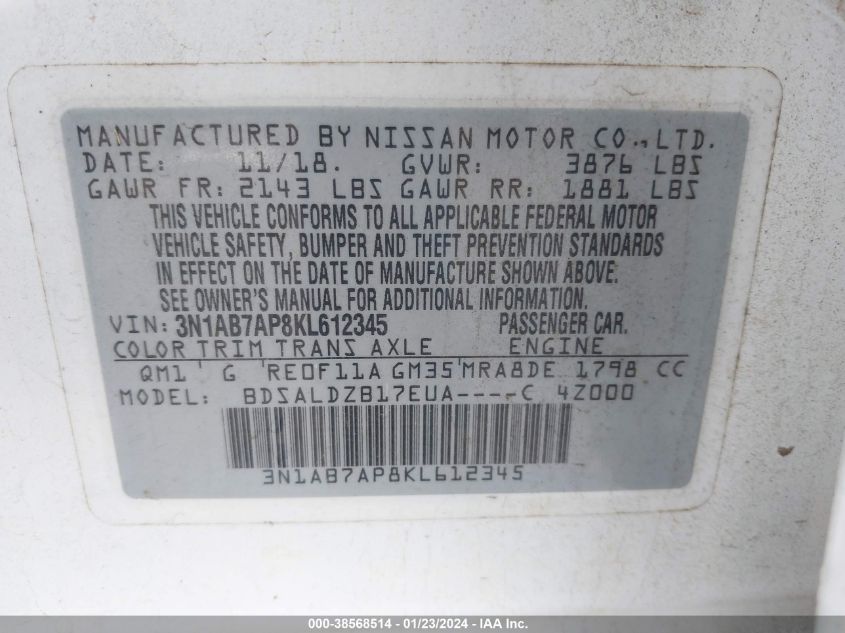 MANUFACTURED BY NISSAN MOTOR CO., LTD.
DATE: 11/18. GVWR: 3876 LBS
GAWR FR: 2143 LBS GAWR RR: 1881 LBS
THIS VEHICLE CONFORMS TO ALL APPLICABLE FEDERAL MOTOR
VEHICLE SAFETY, BUMPER AND THEFT PREVENTION STANDARDS
IN EFFECT ON THE DATE OF MANUFACTURE SHOWN ABOVE.
SEE OWNER'S MANUAL FOR ADDITIONAL INFORMATION.
VIN: 3N1AB7AP8KL612345 PASSENGER CAR.
COLOR TRIM TRANS AXLE ENGINE
QM1 ' G 'RE0F11A GM35'MRA8DE 1798 CC
MODEL: BDSALDZB17EUA----C 4Z000
3N1AB7AP8KL612345
000-38568514 | 01/23/2024 - IAA Inc.